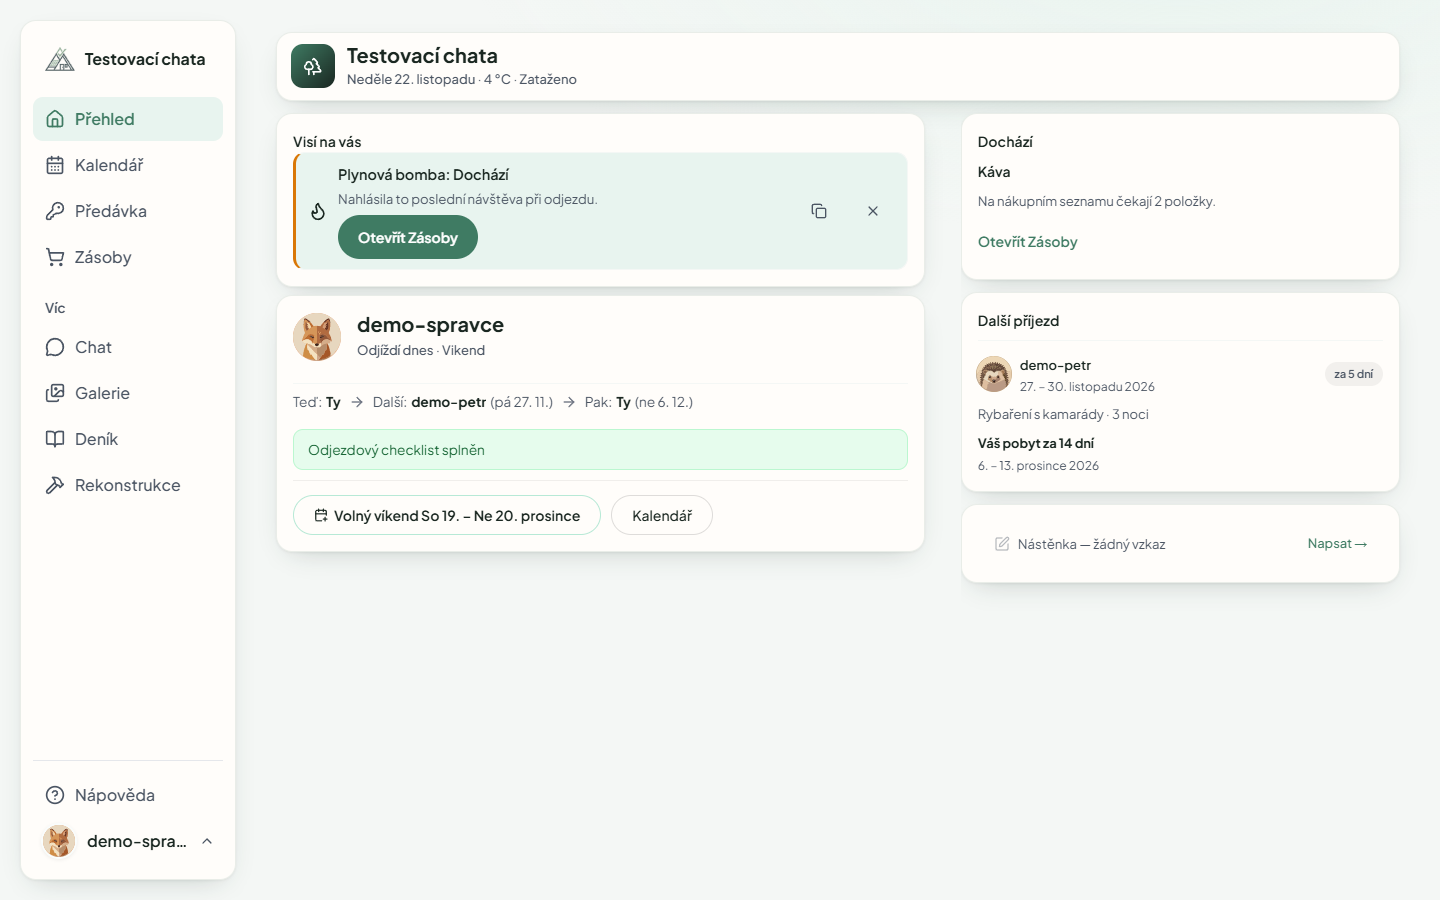 Testovací chata
Přehled
Kalendář
Předávka
Zásoby
Víc
Chat
Galerie
Deník
Rekonstrukce
Nápověda
demo-spra...
Testovací chata
Neděle 22. listopadu · 4 °C · Zataženo
Visí na vás
Plynová bomba: Dochází
Nahlásila to poslední návštěva při odjezdu.
Otevřít Zásoby
demo-spravce
Odjíždí dnes · Vikend
Teď: Ty → Další: demo-petr (pá 27. 11.) → Pak: Ty (ne 6. 12.)
Odjezdový checklist splněn
Volný víkend So 19. – Ne 20. prosince
Kalendář
Dochází
Káva
Na nákupním seznamu čekají 2 položky.
Otevřít Zásoby
Další příjezd
demo-petr
27. – 30. listopadu 2026
za 5 dní
Rybaření s kamarády · 3 noci
Váš pobyt za 14 dní
6. – 13. prosince 2026
Nástěnka — žádný vzkaz
Napsat →